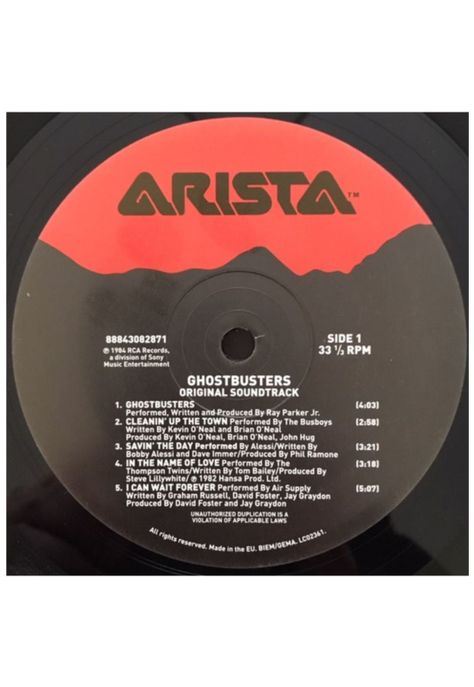 ARISTA™
88843082871
℗ 1984 RCA Records,
a division of Sony
Music Entertainment
SIDE 1
33 ⅓ RPM
GHOSTBUSTERS
ORIGINAL SOUNDTRACK
1. GHOSTBUSTERS (4:03)
Performed, Written and Produced By Ray Parker Jr.
2. CLEANIN' UP THE TOWN Performed By The Busboys (2:58)
Written By Kevin O'Neal and Brian O'Neal
Produced By Kevin O'Neal, Brian O'Neal, John Hug
3. SAVIN' THE DAY Performed By Alessi/Written By (3:21)
Bobby Alessi and Dave Immer/Produced By Phil Ramone
4. IN THE NAME OF LOVE Performed By The (3:18)
Thompson Twins/Written By Tom Bailey/Produced By
Steve Lillywhite/ ℗ 1982 Hansa Prod. Ltd.
5. I CAN WAIT FOREVER Performed By Air Supply (5:07)
Written By Graham Russell, David Foster, Jay Graydon
Produced By David Foster and Jay Graydon
UNAUTHORIZED DUPLICATION IS A
VIOLATION OF APPLICABLE LAWS
All rights reserved. Made in the EU. BIEM/GEMA. LC02361.